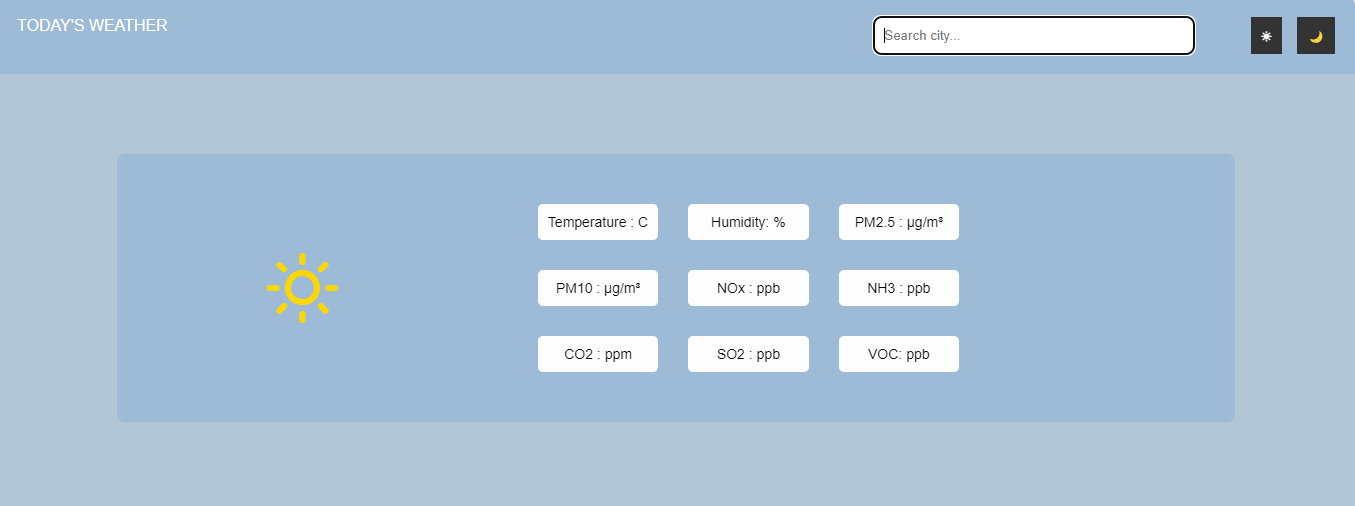 TODAY'S WEATHER
Search city...
Temperature : C
Humidity: %
PM2.5 : µg/m³
PM10 : µg/m³
NOx : ppb
NH3 : ppb
CO2 : ppm
SO2 : ppb
VOC: ppb